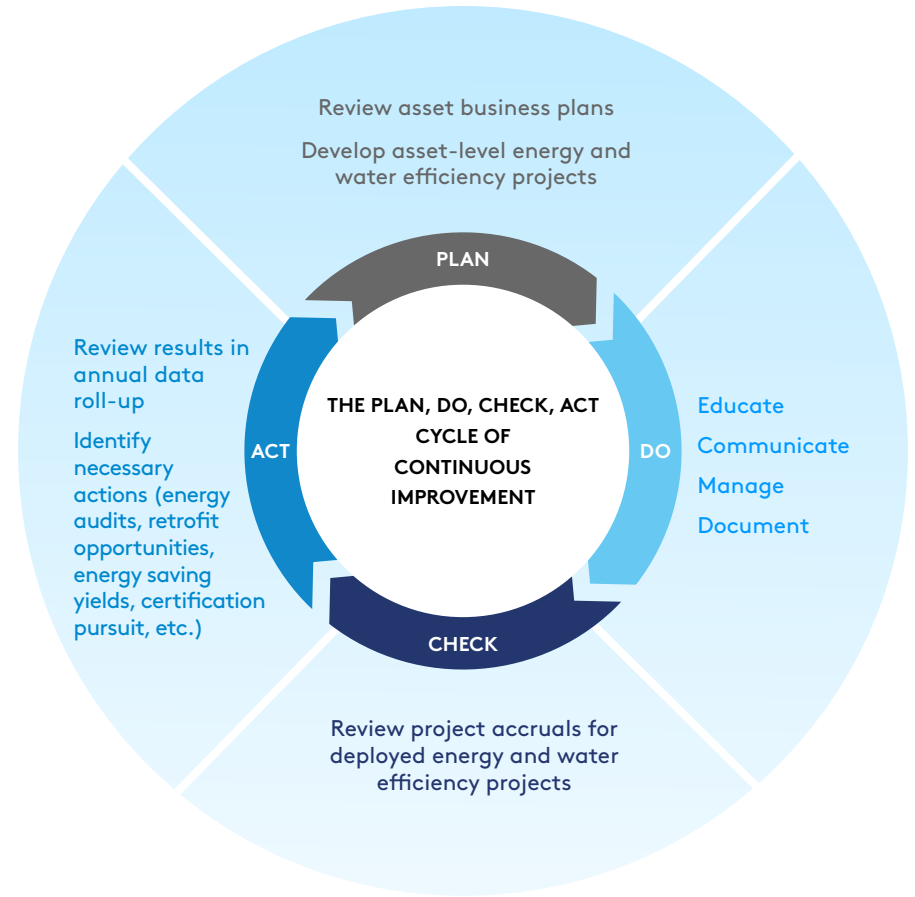 Review asset business plans
Develop asset-level energy and
water efficiency projects
PLAN
THE PLAN, DO, CHECK, ACT
CYCLE OF
CONTINUOUS
IMPROVEMENT
DO
Educate
Communicate
Manage
Document
CHECK
Review project accruals for
deployed energy and water
efficiency projects
ACT
Review results in
annual data
roll-up
Identify
necessary
actions (energy
audits, retrofit
opportunities,
energy saving
yields, certification
pursuit, etc.)